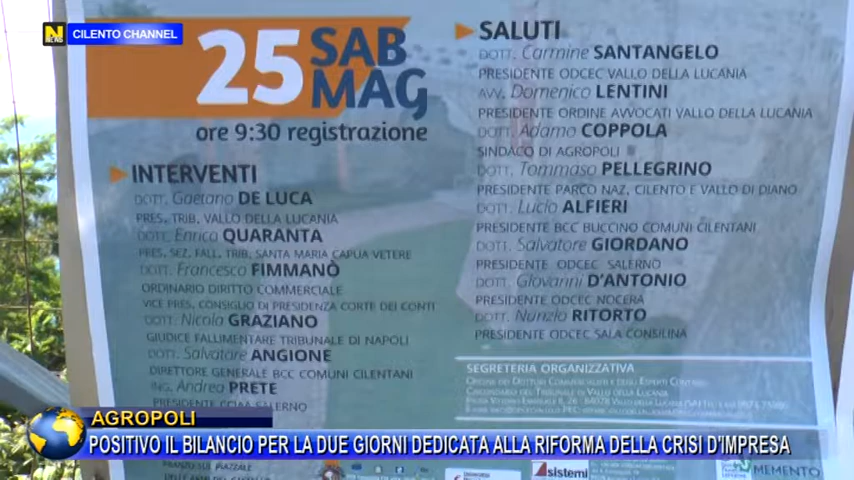 N NEWS CILENTO CHANNEL
25 SAB MAG
ore 9:30 registrazione
INTERVENTI
DOTT. Gaetano DE LUCA
PRES. TRIB. VALLO DELLA LUCANIA
DOTT. Enrico QUARANTA
PRES. SEZ. FALL. TRIB. SANTA MARIA CAPUA VETERE
DOTT. Francesco FIMMANÒ
ORDINARIO DIRITTO COMMERCIALE
VICE PRES. CONSIGLIO DI PRESIDENZA CORTE DEI CONTI
DOTT. Nicola GRAZIANO
GIUDICE FALLIMENTARE TRIBUNALE DI NAPOLI
DOTT. Salvatore ANGIONE
DIRETTORE GENERALE BCC COMUNI CILENTANI
ING. Andrea PRETE
SALERNO
SALUTI
DOTT. Carmine SANTANGELO
PRESIDENTE ODCEC VALLO DELLA LUCANIA
AVV. Domenico LENTINI
PRESIDENTE ORDINE AVVOCATI VALLO DELLA LUCANIA
DOTT. Adamo COPPOLA
SINDACO DI AGROPOLI
DOTT. Tommaso PELLEGRINO
PRESIDENTE PARCO NAZ. CILENTO E VALLO DI DIANO
DOTT. Lucio ALFIERI
PRESIDENTE BCC BUCCINO COMUNI CILENTANI
DOTT. Salvatore GIORDANO
PRESIDENTE ODCEC SALERNO
DOTT. Giovanni D'ANTONIO
PRESIDENTE ODCEC NOCERA
DOTT. Nunzio RITORTO
PRESIDENTE ODCEC SALA CONSILINA
SEGRETERIA ORGANIZZATIVA
AGROPOLI
POSITIVO IL BILANCIO PER LA DUE GIORNI DEDICATA ALLA RIFORMA DELLA CRISI D'IMPRESA
sistemi
MEMENTO